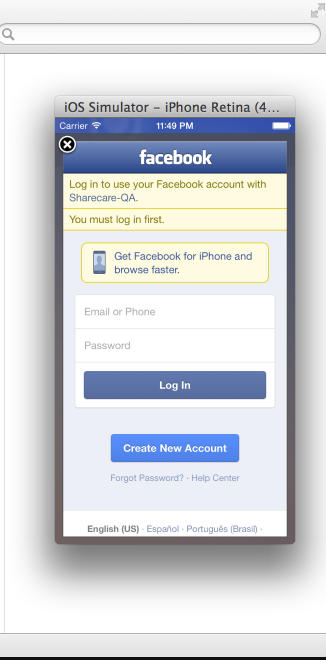 iOS Simulator – iPhone Retina (4...
Carrier 11:49 PM
facebook
Log in to use your Facebook account with
Sharecare-QA.
You must log in first.
Get Facebook for iPhone and
browse faster.
Email or Phone
Password
Log In
Create New Account
Forgot Password? · Help Center
English (US) · Español · Português (Brasil) ·